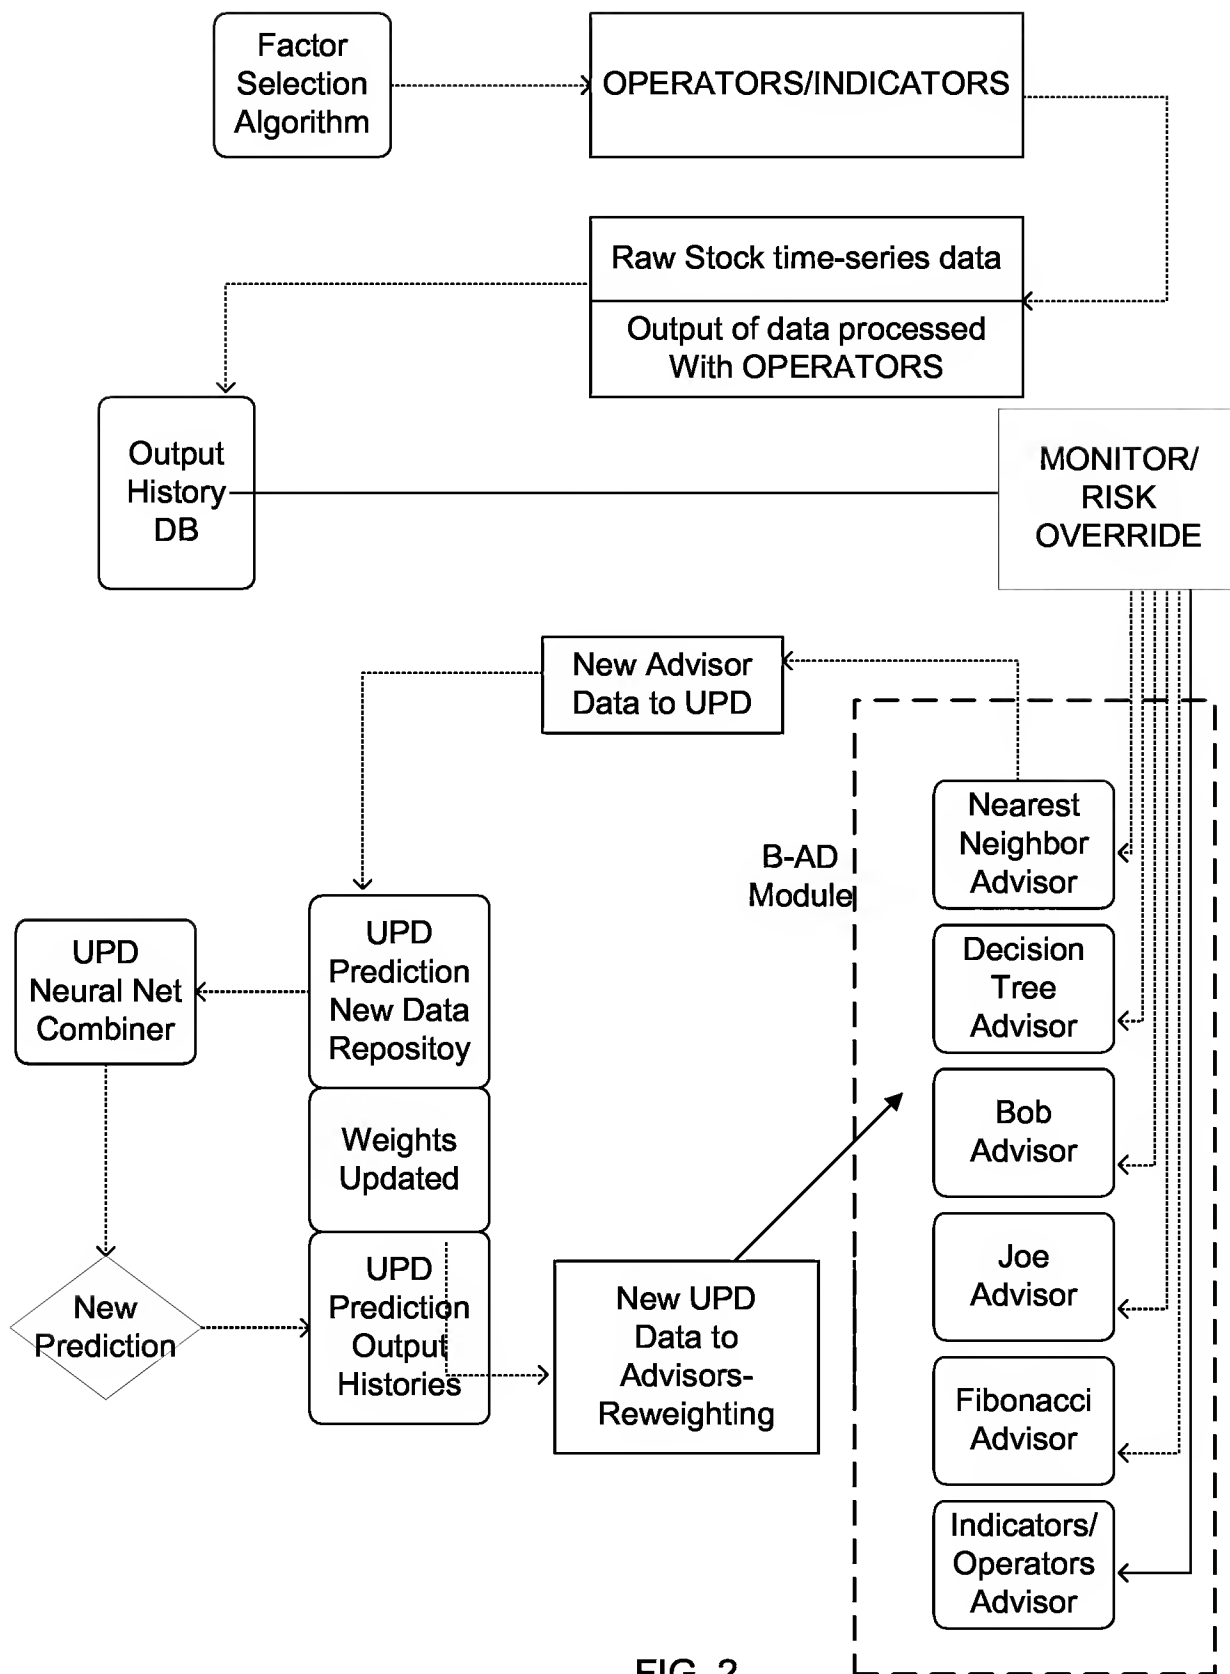 Factor
Selection
Algorithm
OPERATORS/INDICATORS
Raw Stock time-series data
Output of data processed
With OPERATORS
Output
History
DB
MONITOR/
RISK
OVERRIDE
New Advisor
Data to UPD
B-AD
Module
Nearest
Neighbor
Advisor
UPD
Neural Net
Combiner
UPD
Prediction
New Data
Repositoy
Decision
Tree
Advisor
Weights
Updated
Bob
Advisor
New
Prediction
UPD
Prediction
Output
Histories
New UPD
Data to
Advisors-
Reweighting
Joe
Advisor
Fibonacci
Advisor
Indicators/
Operators
Advisor
FIG. 2